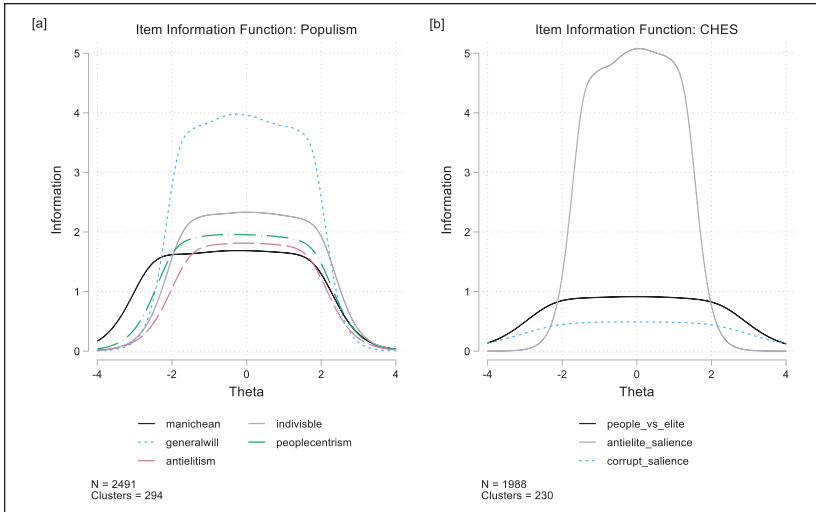 [a]
Item Information Function: Populism
5
4
3
2
1
0
Information
-4
-2
0
2
4
Theta
manichean
indivisble
generalwill
peoplecentrism
antielitism
N = 2491
Clusters = 294
[b]
Item Information Function: CHES
5
4
3
2
1
0
Information
-4
-2
0
2
4
Theta
people_vs_elite
antielite_salience
corrupt_salience
N = 1988
Clusters = 230